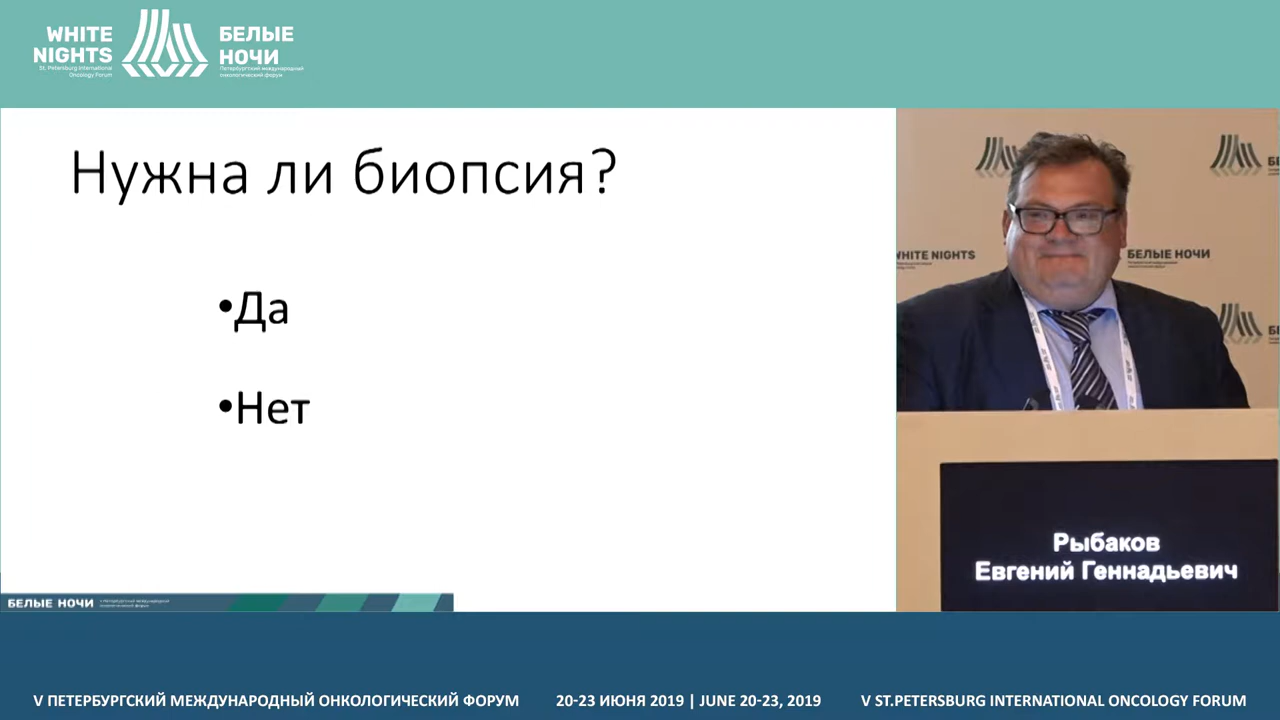 WHITE
NIGHTS
St. Petersburg International
Oncology Forum
БЕЛЫЕ
НОЧИ
Петербургский международный
онкологический форум
Нужна ли биопсия?
•Да
•Нет
WHITE NIGHTS
БЕЛЫЕ НОЧИ
Рыбаков
Евгений Геннадьевич
БЕЛЫЕ НОЧИ
V ПЕТЕРБУРГСКИЙ МЕЖДУНАРОДНЫЙ ОНКОЛОГИЧЕСКИЙ ФОРУМ
20-23 ИЮНЯ 2019 | JUNE 20-23, 2019
V ST.PETERSBURG INTERNATIONAL ONCOLOGY FORUM